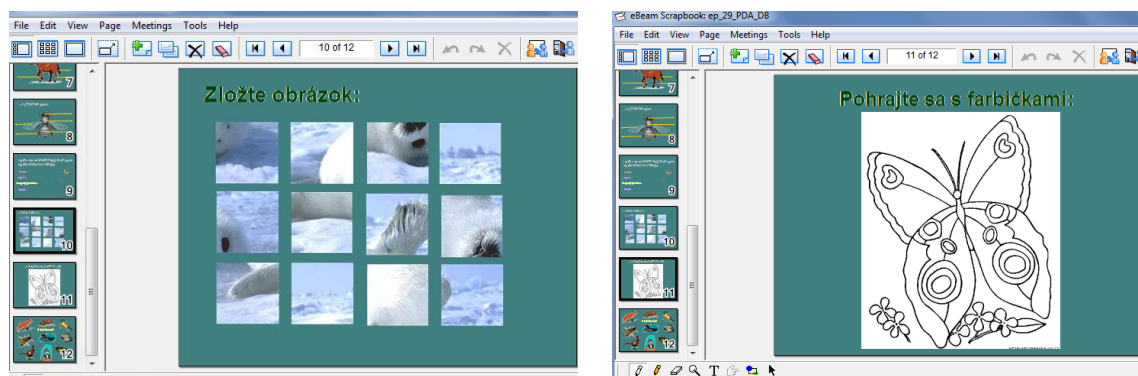 File Edit View Page Meetings Tools Help
10 of 12
7
8
9
10
11
12
Zložte obrázok:
eBeam Scrapbook: ep_29_PDA_DB
File Edit View Page Meetings Tools Help
11 of 12
7
8
9
10
11
12
Pohrajte sa s farbičkami:
T